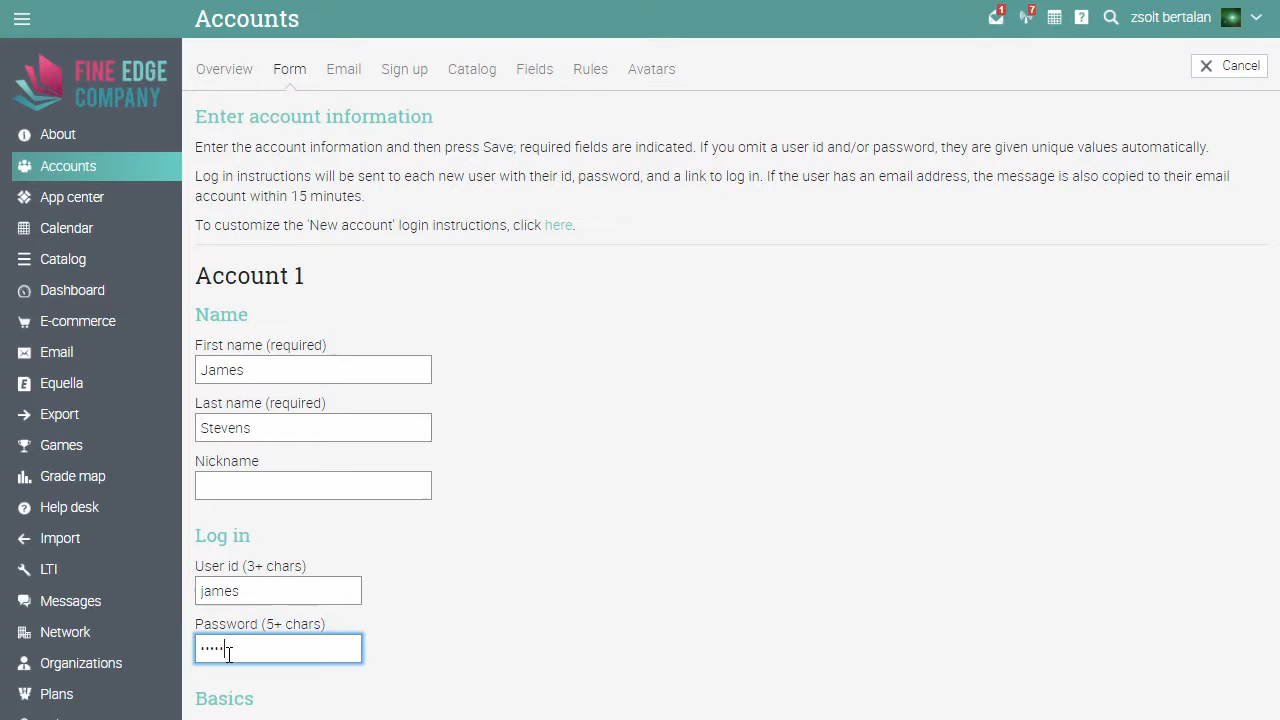 Accounts
1
7
zsolt bertalan
FINE EDGE
COMPANY
About
Accounts
App center
Calendar
Catalog
Dashboard
E-commerce
Email
Equella
Export
Games
Grade map
Help desk
Import
LTI
Messages
Network
Organizations
Plans
Overview
Form
Email
Sign up
Catalog
Fields
Rules
Avatars
Cancel
Enter account information
Enter the account information and then press Save; required fields are indicated. If you omit a user id and/or password, they are given unique values automatically.
Log in instructions will be sent to each new user with their id, password, and a link to log in. If the user has an email address, the message is also copied to their email
account within 15 minutes.
To customize the 'New account' login instructions, click here.
Account 1
Name
First name (required)
James
Last name (required)
Stevens
Nickname
Log in
User id (3+ chars)
james
Password (5+ chars)
•••••
Basics